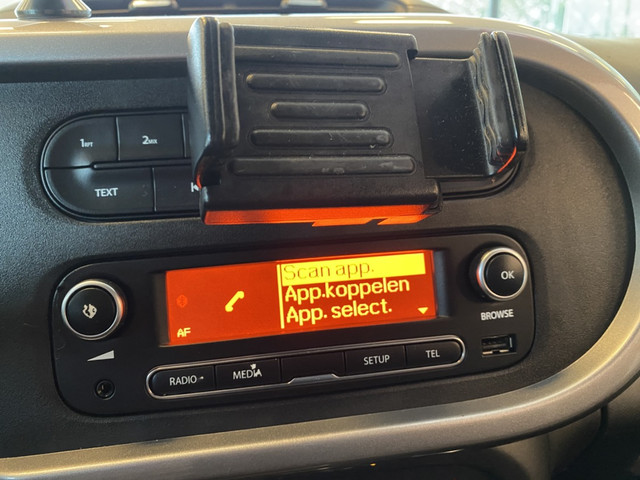 1RPT 2MIX
TEXT
Scan app.
App.koppelen
App. select.
AF
OK
BROWSE
RADIO MEDIA SETUP TEL